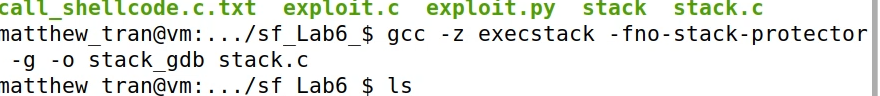 call_shellcode.c.txt  exploit.c  exploit.py  stack  stack.c
matthew_tran@vm:.../sf_Lab6_$ gcc -z execstack -fno-stack-protector
 -g -o stack_gdb stack.c
matthew_tran@vm:.../sf_Lab6_$ ls